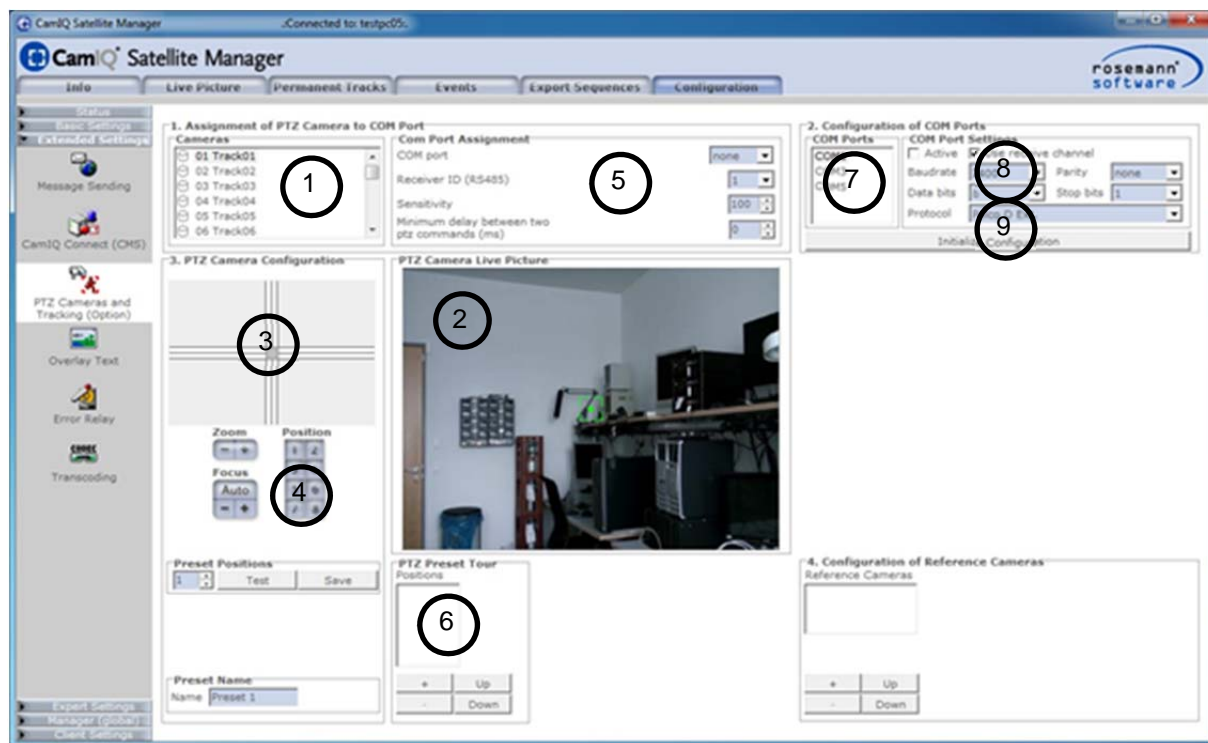 CamIQ Satellite Manager .:Connected to: testpc05:.
CamIQ Satellite Manager
rosemann
software
Info Live Picture Permanent Tracks Events Export Sequences Configuration
Status
Basic Settings
Extended Settings
Message Sending
CamIQ Connect (CMS)
PTZ Cameras and
Tracking (Option)
Overlay Text
Error Relay
CODEC
Transcoding
Expert Settings
Manager (global)
Client Settings
1. Assignment of PTZ Camera to COM Port
Cameras
01 Track01
02 Track02
03 Track03
04 Track04
05 Track05
06 Track06
1
Com Port Assignment
COM port none
Receiver ID (RS485) 1
Sensitivity 100
Minimum delay between two
ptz commands (ms) 0
5
2. Configuration of COM Ports
COM Ports
7
COM Port Settings
Active Use receive channel
Baudrate Parity none
8
Data bits Stop bits 1
Protocol
9
Initialize Configuration
3. PTZ Camera Configuration
3
Zoom Position
- + 1 2
Focus
Auto
- +
4
PTZ Camera Live Picture
2
Preset Positions
1 Test Save
Preset Name
Name Preset 1
PTZ Preset Tour
Positions
6
+ Up
- Down
4. Configuration of Reference Cameras
Reference Cameras
+ Up
- Down